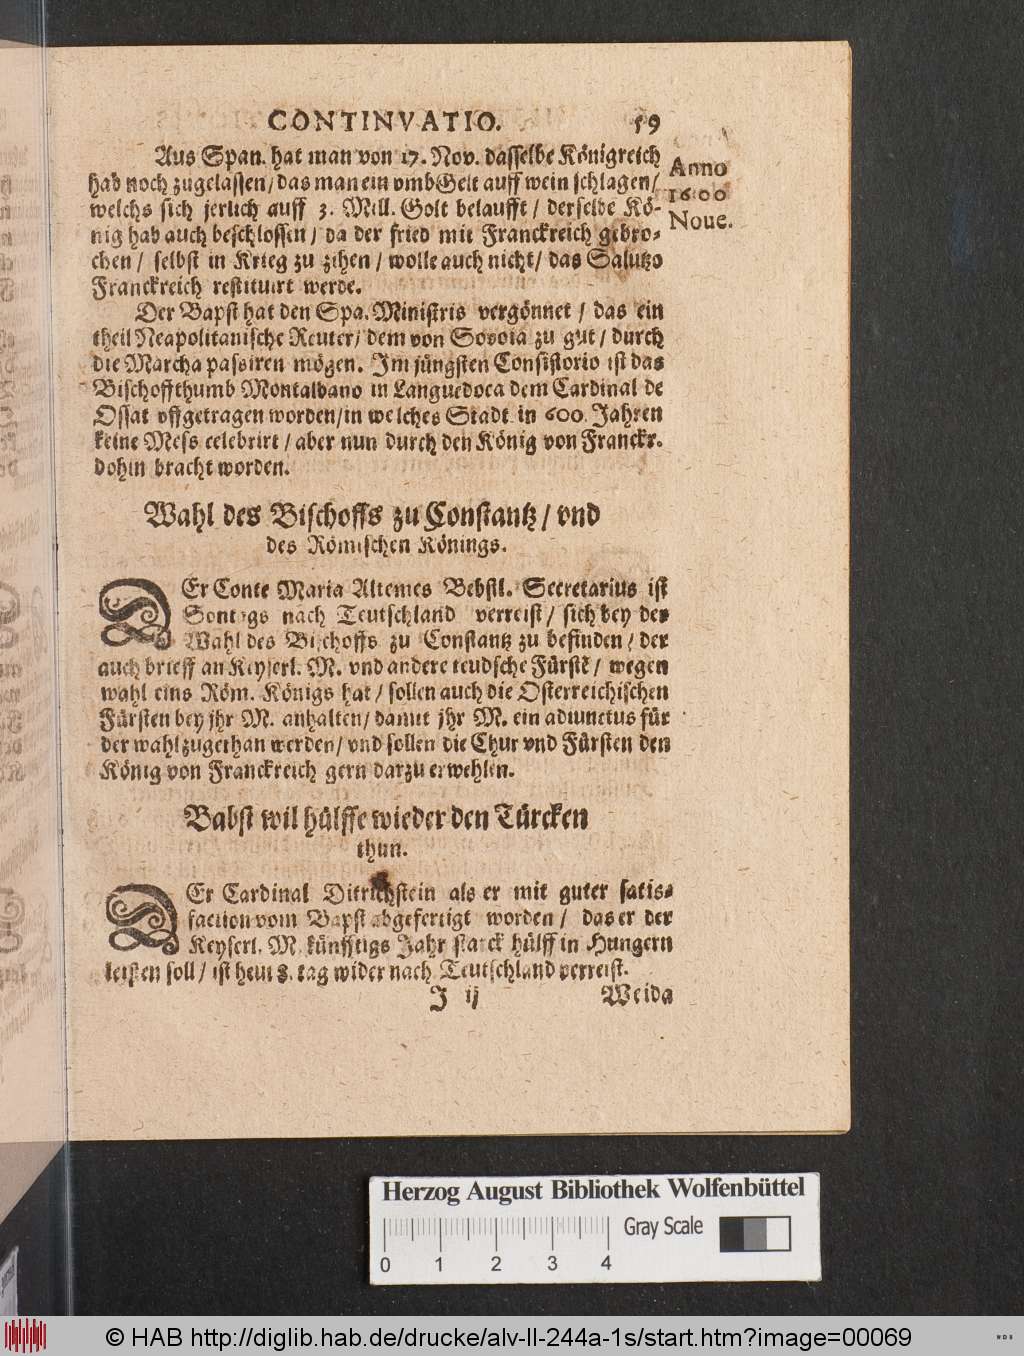 CONTINVATIO. 59
Aus Span. hat man von 17. Nov. dasselbe Königreich
hab noch zugelassen/ das man ein vmbGelt auff wein schlagen/
welchs sich jerlich auff 3. Mill. Golt belaufft / derselbe Kö-
nig hab auch beschlossen / da der fried mit Franckreich gebro-
chen / selbst in Krieg zu zihen / wolle auch nicht / das Salutzo
Franckreich restituirt werde.
Anno
1600
Noue.
Der Bapst hat den Spa. Ministris vergönnet / das ein
theil Neapolitanische Reuter/ dem von Sovoia zu gut / durch
die Marcha passiren mögen. Im jüngsten Consistorio ist das
Bischoffthumb Montalbano in Languedoca dem Cardinal de
Ossat vffgetragen worden/in welches Stadt in 600. Jahren
keine Mess celebrirt / aber nun durch den König von Franckr.
dohin bracht worden.
Wahl des Bischoffs zu Constantz / vnd
des Römischen Könings.
DEr Conte Maria Altemes Bebstl. Secretarius ist
Sontags nach Teutschland verreist / sich bey der
Wahl des Bischoffs zu Constantz zu befinden / der
auch brieff an Keyserl. M. vnd andere teudsche Fürstē / wegen
wahl eins Röm. Königs hat / sollen auch die Osterreichischen
Fürsten bey jhr M. anhalten / damit jhr M. ein adiunctus für
der wahl zugethan werden / vnd sollen die Chur vnd Fürsten den
König von Franckreich gern darzu erwehlen.
Babst wil hülffe wieder den Türcken
thun.
DEr Cardinal Ditrichstein als er mit guter satis-
faction vom Bapst abgefertigt worden / das er der
Keyserl. M. künfftigs Jahr starck hülff in Hungern
leisten soll / ist heut 8. tag wider nach Teutschland verreist.
J ij Weida
Herzog August Bibliothek Wolfenbüttel
Gray Scale
0 1 2 3 4
© HAB http://diglib.hab.de/drucke/alv-ll-244a-1s/start.htm?image=00069